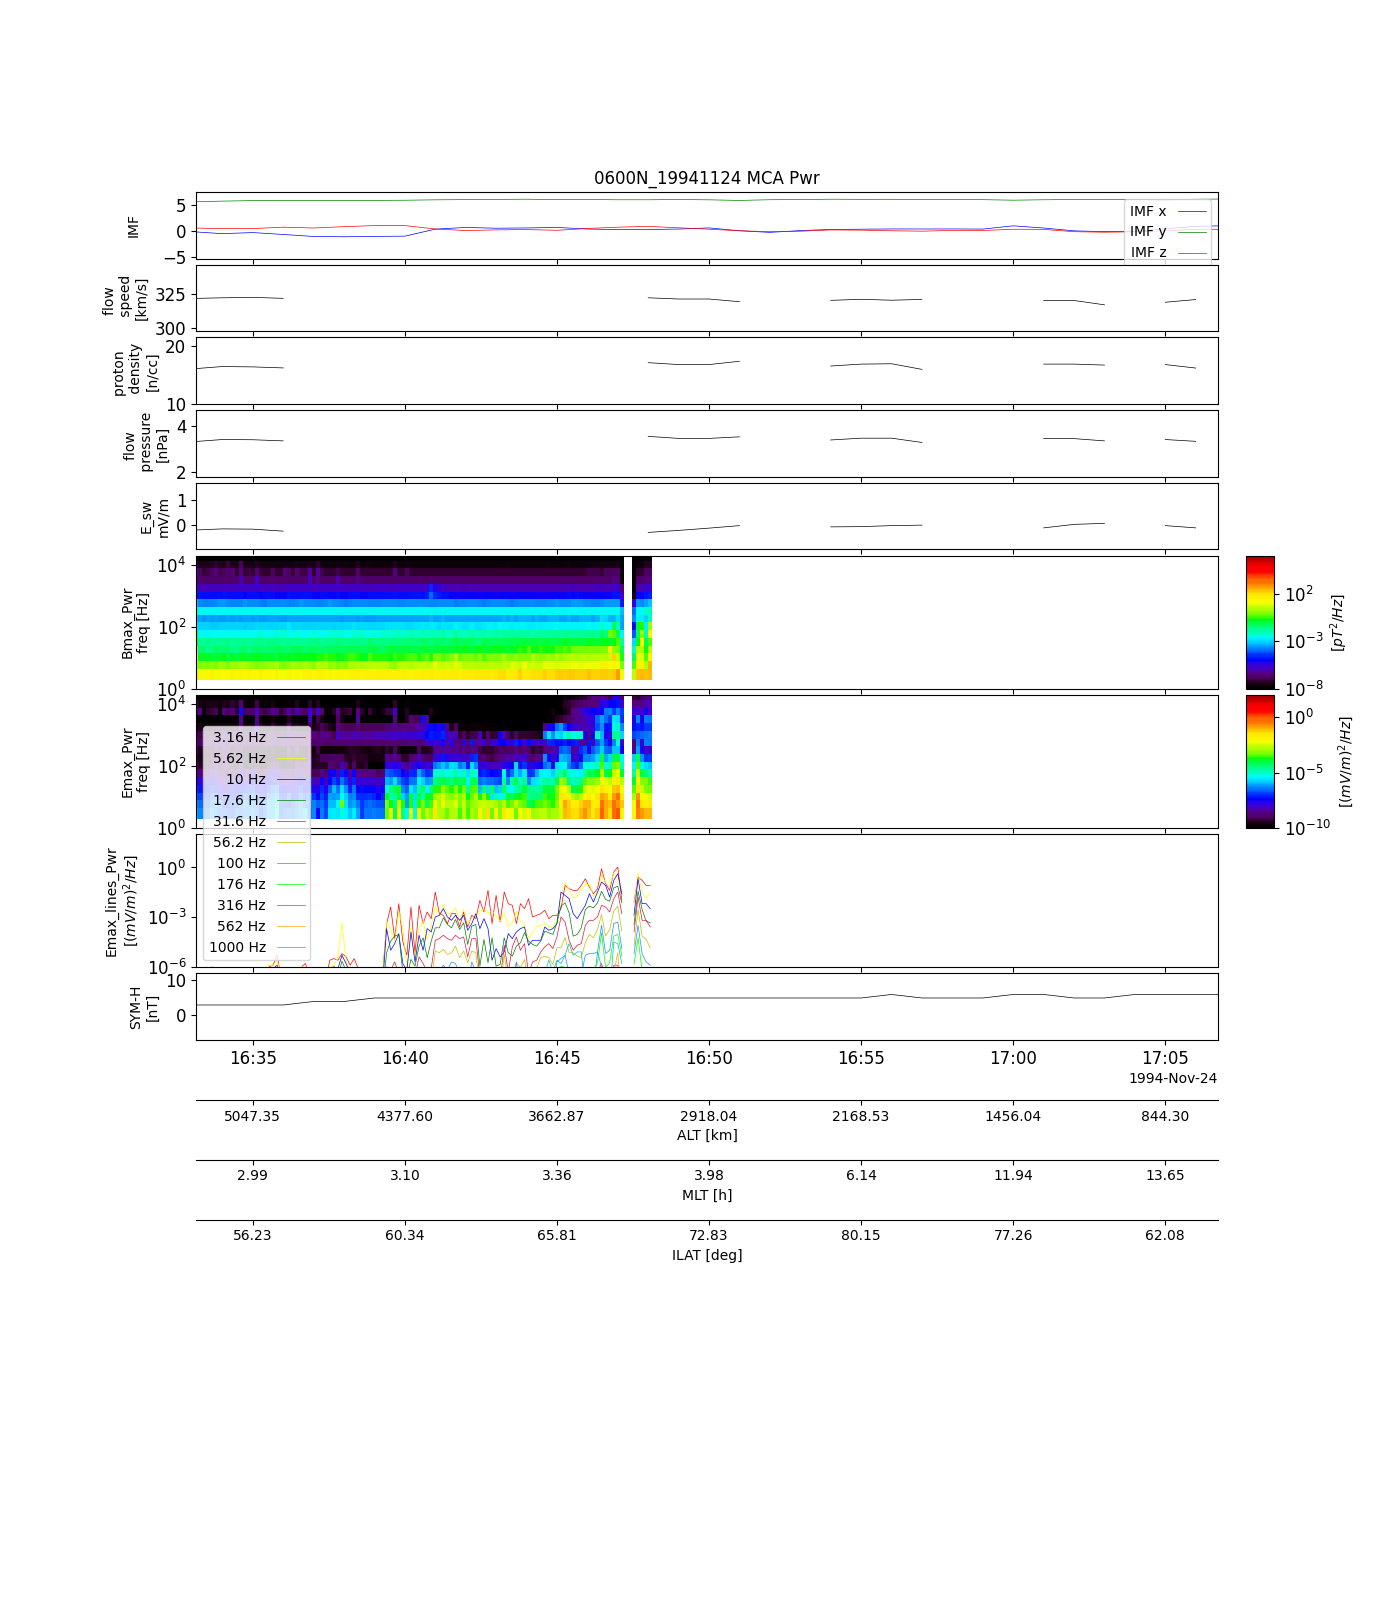 0600N_19941124 MCA Pwr
IMF
5
0
−5
IMF x
IMF y
IMF z
flow
speed
[km/s]
325
300
proton
density
[n/cc]
20
10
flow
pressure
[nPa]
4
2
E_sw
mV/m
1
0
Bmax_Pwr
freq [Hz]
10^4
10^2
10^0
10^2
10^−3
10^−8
[pT^2/Hz]
Emax_Pwr
freq [Hz]
10^4
10^2
10^0
10^0
10^−5
10^−10
[(mV/m)^2/Hz]
3.16 Hz
5.62 Hz
10 Hz
17.6 Hz
31.6 Hz
56.2 Hz
100 Hz
176 Hz
316 Hz
562 Hz
1000 Hz
Emax_lines_Pwr
[(mV/m)^2/Hz]
10^0
10^−3
10^−6
SYM-H
[nT]
10
0
16:35 16:40 16:45 16:50 16:55 17:00 17:05
1994-Nov-24
5047.35 4377.60 3662.87 2918.04 2168.53 1456.04 844.30
ALT [km]
2.99 3.10 3.36 3.98 6.14 11.94 13.65
MLT [h]
56.23 60.34 65.81 72.83 80.15 77.26 62.08
ILAT [deg]